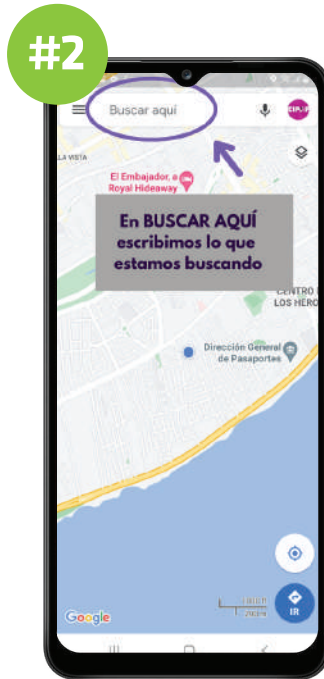 #2
Buscar aquí
LA VISTA
El Embajador, a
Royal Hideaway
En BUSCAR AQUÍ
escribimos lo que
estamos buscando
CENTRO
LOS HERO
Dirección General
de Pasaportes
IR
Google